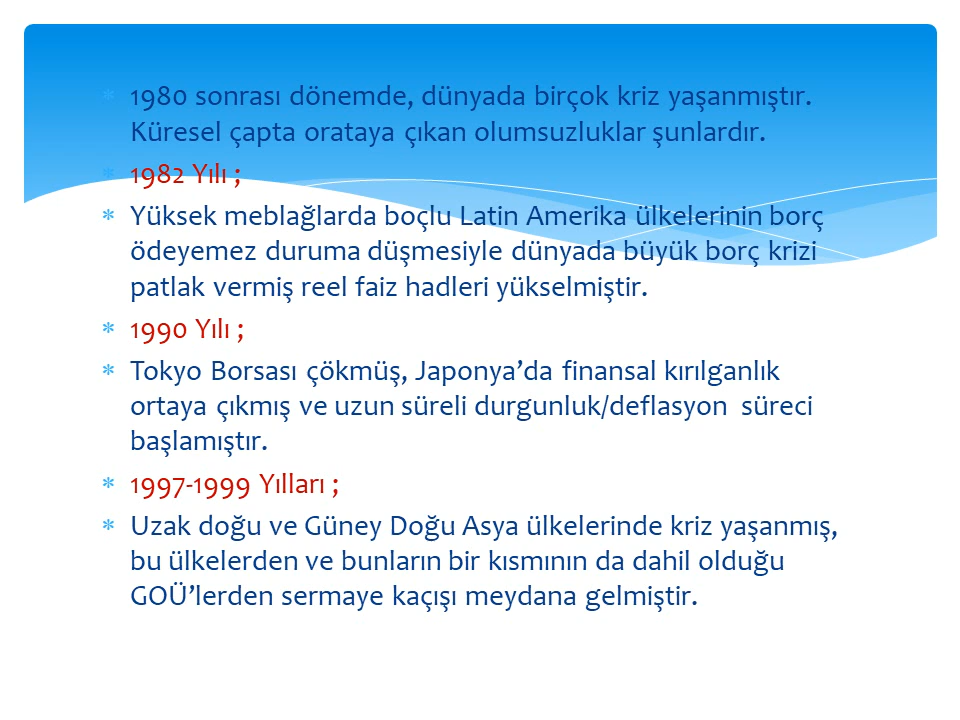 * 1980 sonrası dönemde, dünyada birçok kriz yaşanmıştır.
Küresel çapta orataya çıkan olumsuzluklar şunlardır.
* 1982 Yılı ;
* Yüksek meblağlarda boçlu Latin Amerika ülkelerinin borç
ödeyemez duruma düşmesiyle dünyada büyük borç krizi
patlak vermiş reel faiz hadleri yükselmiştir.
* 1990 Yılı ;
* Tokyo Borsası çökmüş, Japonya’da finansal kırılganlık
ortaya çıkmış ve uzun süreli durgunluk/deflasyon  süreci
başlamıştır.
* 1997-1999 Yılları ;
* Uzak doğu ve Güney Doğu Asya ülkelerinde kriz yaşanmış,
bu ülkelerden ve bunların bir kısmının da dahil olduğu
GOÜ’lerden sermaye kaçışı meydana gelmiştir.